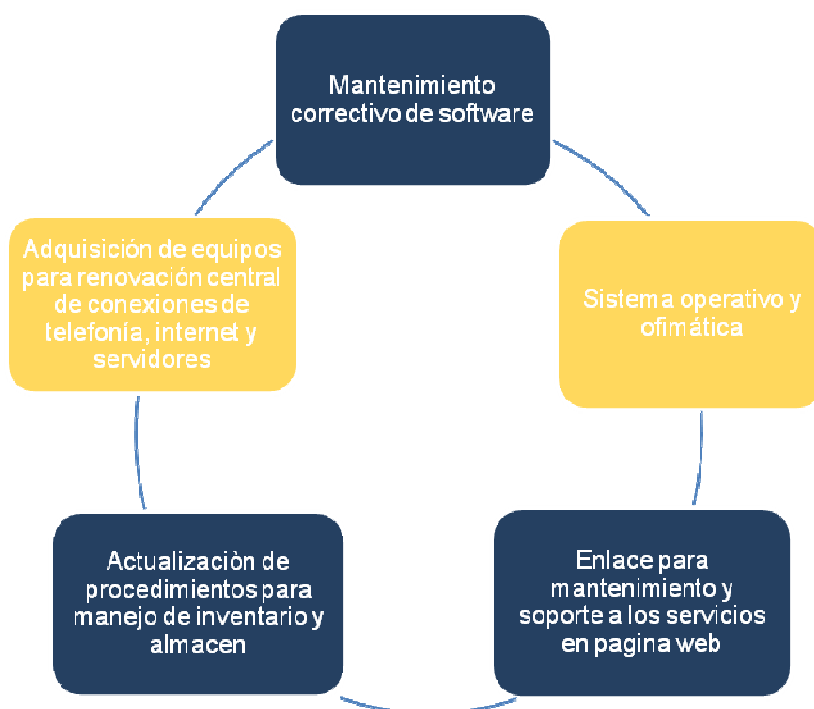 Mantenimiento
correctivo de software
Adquisición de equipos
para renovación central
de conexiones de
telefonía, internet y
servidores
Sistema operativo y
ofimática
Actualización de
procedimientos para
manejo de inventario y
almacen
Enlace para
mantenimiento y
soporte a los servicios
en pagina web